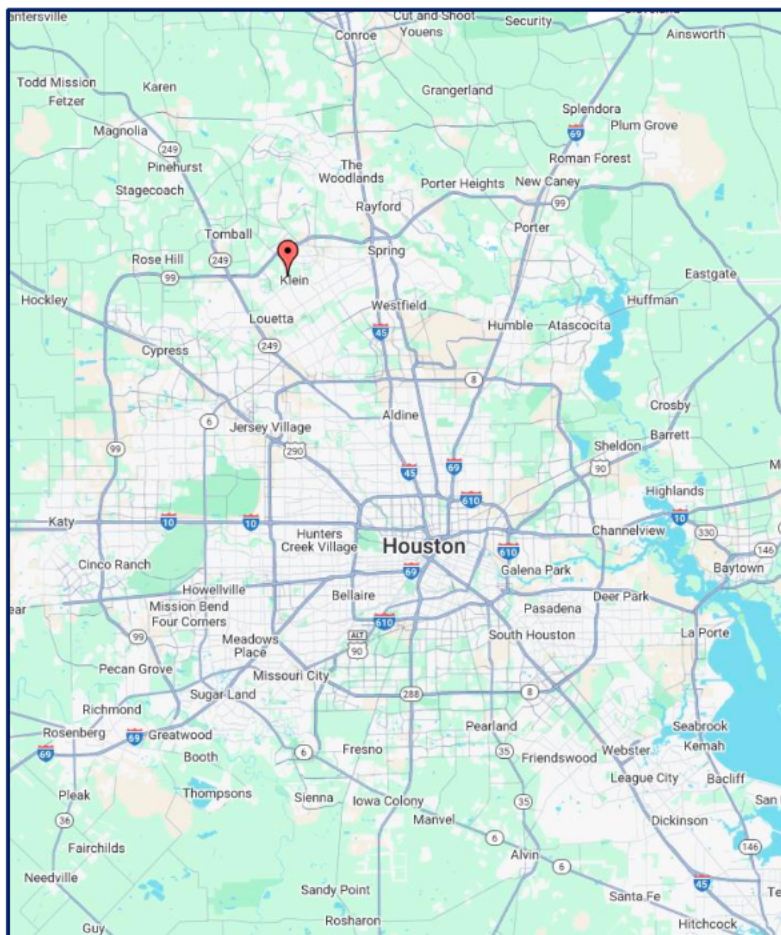 antersville
Cut and Shoot
Security
Cleveland
Conroe
Youens
Ainsworth
Todd Mission
Karen
Fetzer
Grangerland
Splendora
Magnolia
249
69
Plum Grove
Pinehurst
The
Woodlands
Roman Forest
Stagecoach
Porter Heights
New Caney
99
Rayford
Tomball
Porter
Rose Hill
249
Spring
99
Klein
Eastgate
Hockley
Huffman
Louetta
Westfield
45
Humble
Atascocita
Cypress
249
8
6
Aldine
Crosby
Jersey Village
Barrett
99
290
Sheldon
45
69
90
610
Highlands
Katy
10
10
Hunters
Creek Village
Houston
10
Channelview
330
610
146
Cinco Ranch
69
Galena Park
Baytown
Howellville
Bellaire
Deer Park
ear
Mission Bend
Four Corners
610
Pasadena
99
Meadows
Place
ALT
90
South Houston
La Porte
Pecan Grove
Missouri City
Sugar Land
288
8
Richmond
Pearland
Seabrook
Rosenberg
69
Greatwood
6
Fresno
35
Webster
Kemah
69
Booth
Friendswood
League City
Bacliff
Pleak
Thompsons
Sienna
Iowa Colony
35
San
36
Manvel
6
Dickinson
Fairchilds
Alvin
146
Needville
6
45
Te
Sandy Point
Santa Fe
Guy
Rosharon
Hitchcock